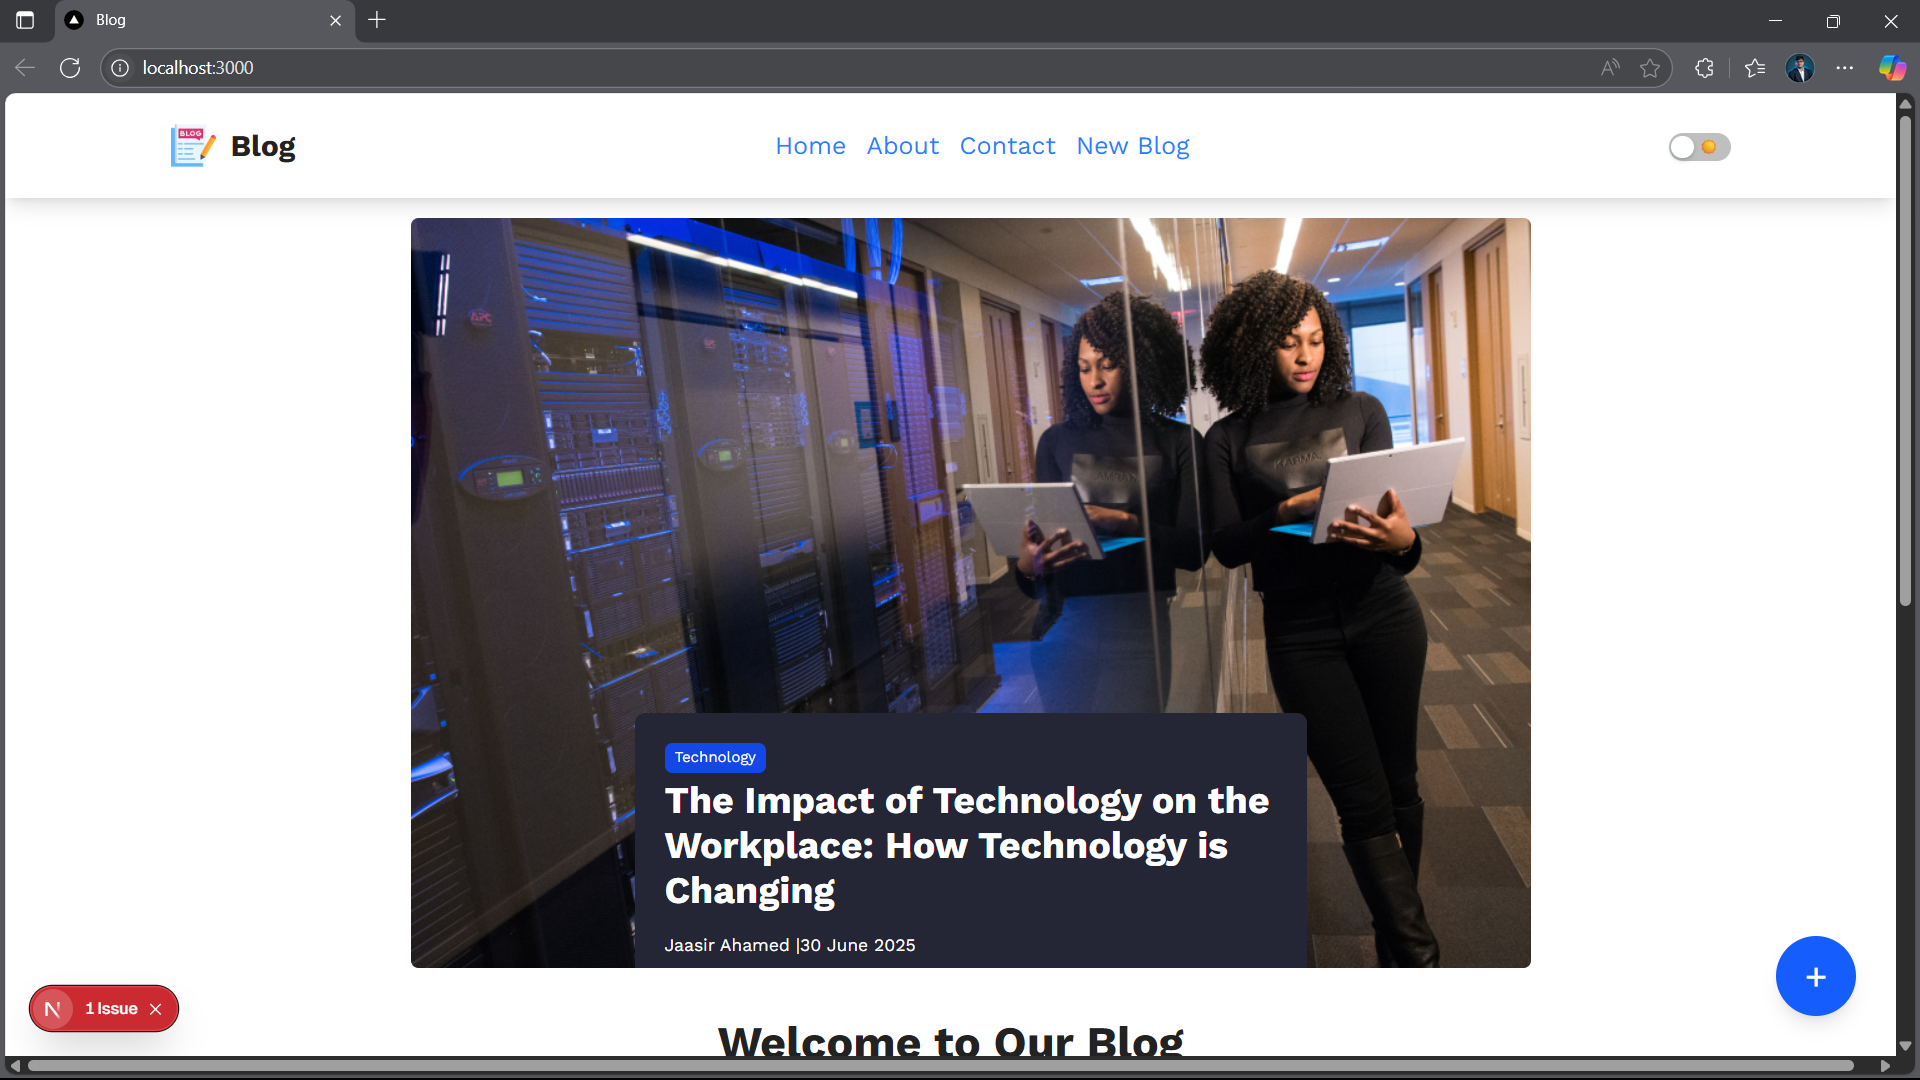 Blog
localhost:3000
BLOG
Blog
Home About Contact New Blog
APC
Technology
The Impact of Technology on the
Workplace: How Technology is
Changing
Jaasir Ahamed |30 June 2025
N 1 Issue
Welcome to Our Blog